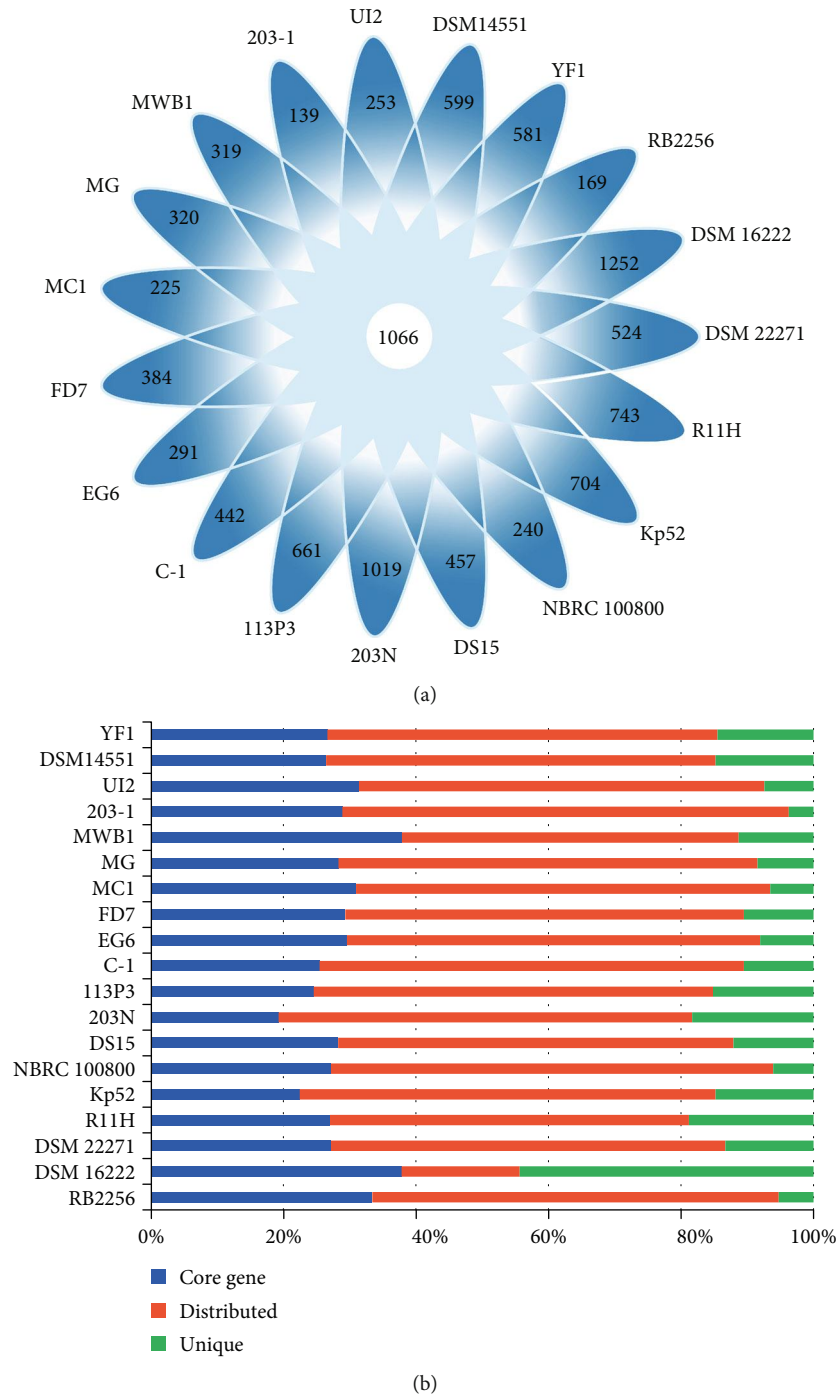 UI2
DSM14551
203-1
YF1
MWB1
RB2256
MG
DSM 16222
MC1
DSM 22271
FD7
R11H
EG6
Kp52
C-1
NBRC 100800
113P3
203N
DS15
253
599
139
581
319
169
320
1252
225
1066
524
384
743
291
704
442
240
661
1019
457
(a)
YF1
DSM14551
UI2
203-1
MWB1
MG
MC1
FD7
EG6
C-1
113P3
203N
DS15
NBRC 100800
Kp52
R11H
DSM 22271
DSM 16222
RB2256
0% 20% 40% 60% 80% 100%
Core gene
Distributed
Unique
(b)